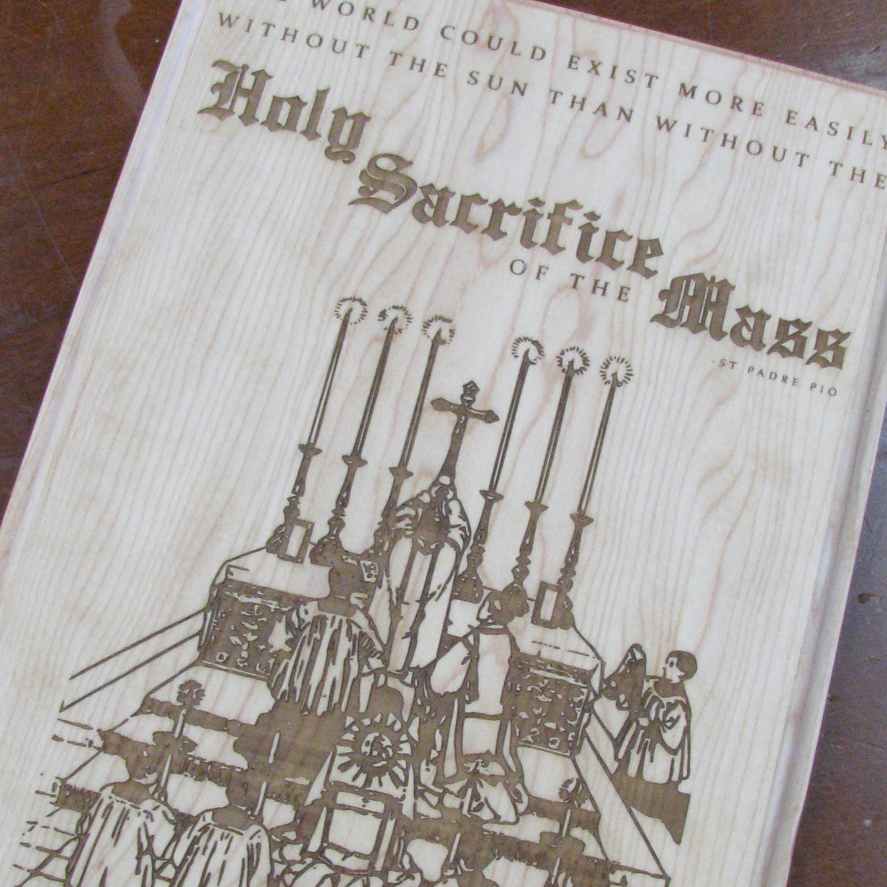 WORLD COULD EXIST MORE EASILY
WITHOUT THE SUN THAN WITHOUT THE
Holy Sacrifice
OF THE Mass
ST PADRE PIO